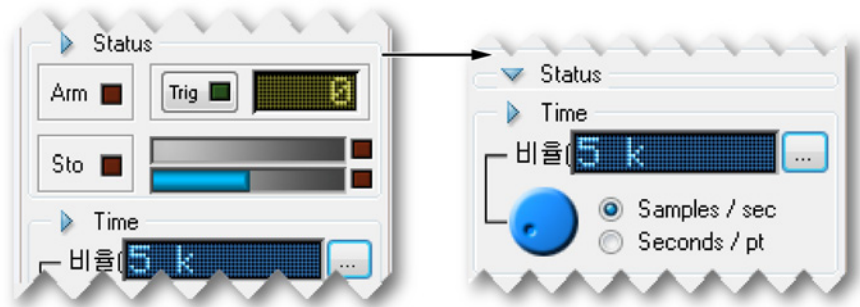 Status
Arm
Trig
0
Sto
Time
비율(
5 k
...
Status
Time
비율(
5 k
...
Samples / sec
Seconds / pt